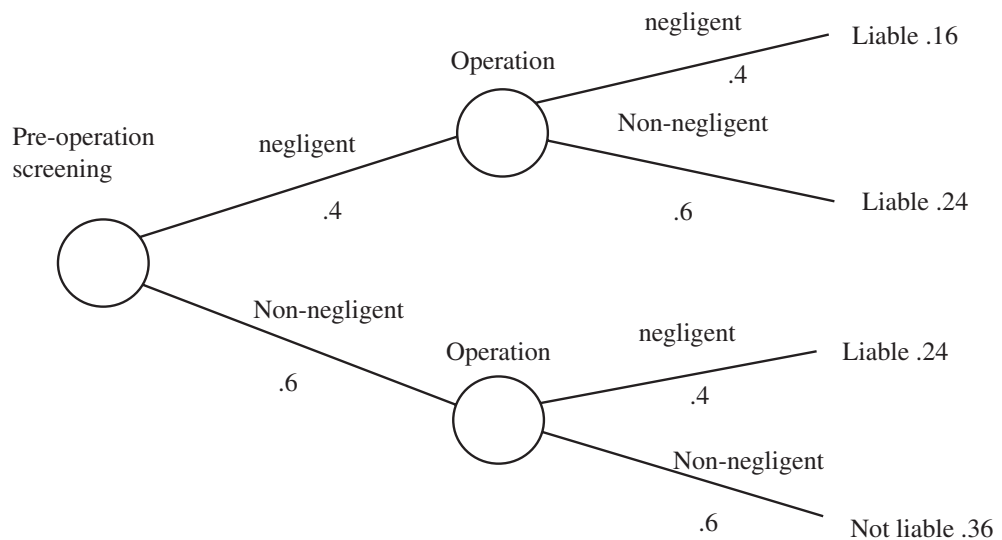 negligent
Liable .16
Operation
.4
Pre-operation
screening
negligent
Non-negligent
.4
.6
Liable .24
Non-negligent
.6
Operation
negligent
Liable .24
.4
Non-negligent
.6
Not liable .36